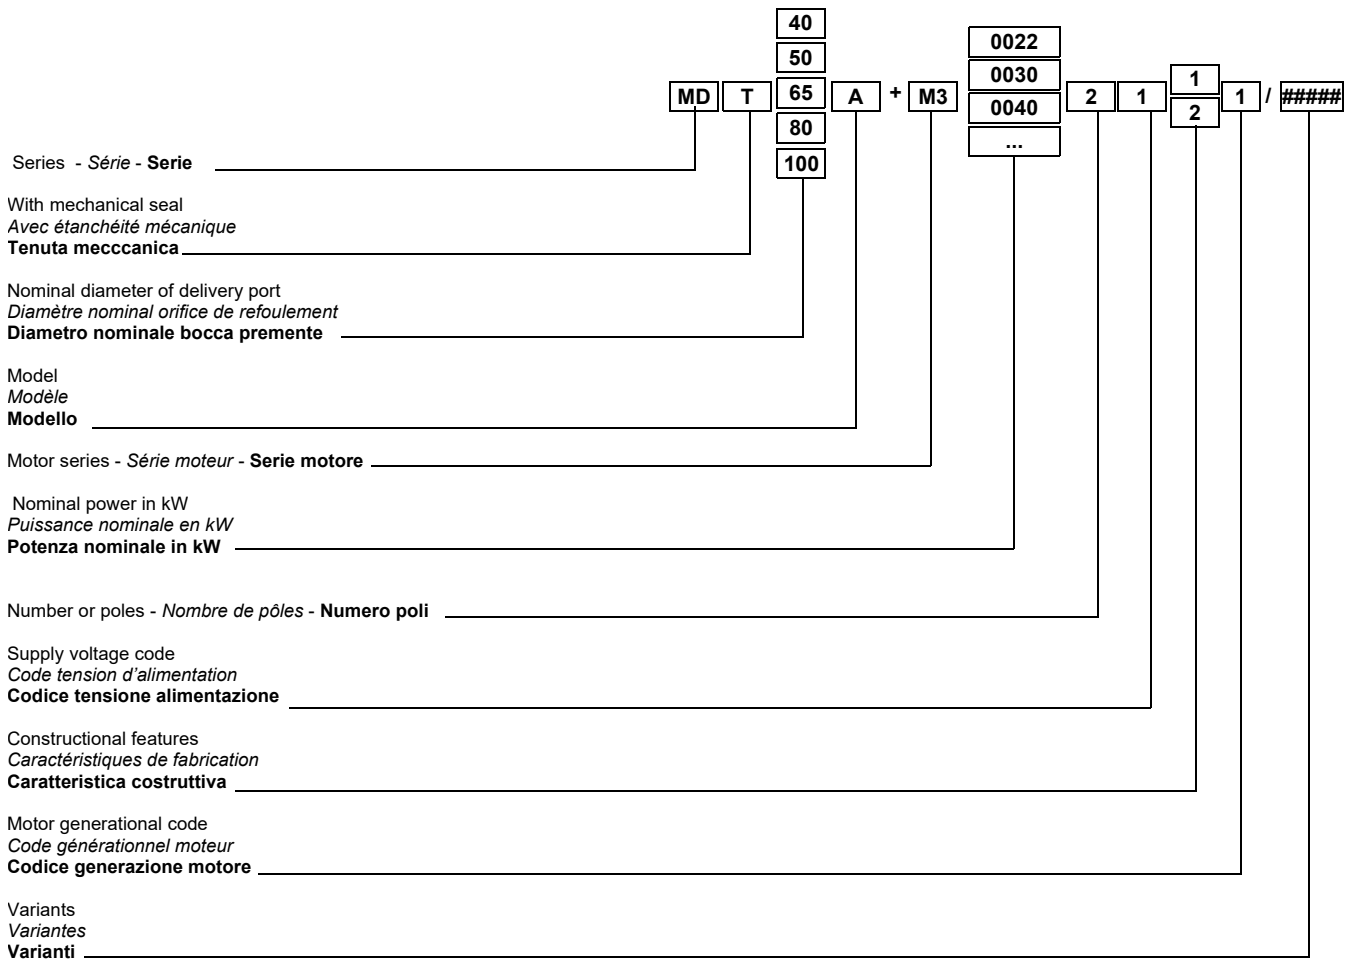 40
50
65
80
100
0022
0030
0040
...
MD T A + M3 2 1 1 / #####
1
2
Series - Série - Serie
With mechanical seal
Avec étanchéité mécanique
Tenuta mecccanica
Nominal diameter of delivery port
Diamètre nominal orifice de refoulement
Diametro nominale bocca premente
Model
Modèle
Modello
Motor series - Série moteur - Serie motore
Nominal power in kW
Puissance nominale en kW
Potenza nominale in kW
Number or poles - Nombre de pôles - Numero poli
Supply voltage code
Code tension d'alimentation
Codice tensione alimentazione
Constructional features
Caractéristiques de fabrication
Caratteristica costruttiva
Motor generational code
Code générationnel moteur
Codice generazione motore
Variants
Variantes
Varianti